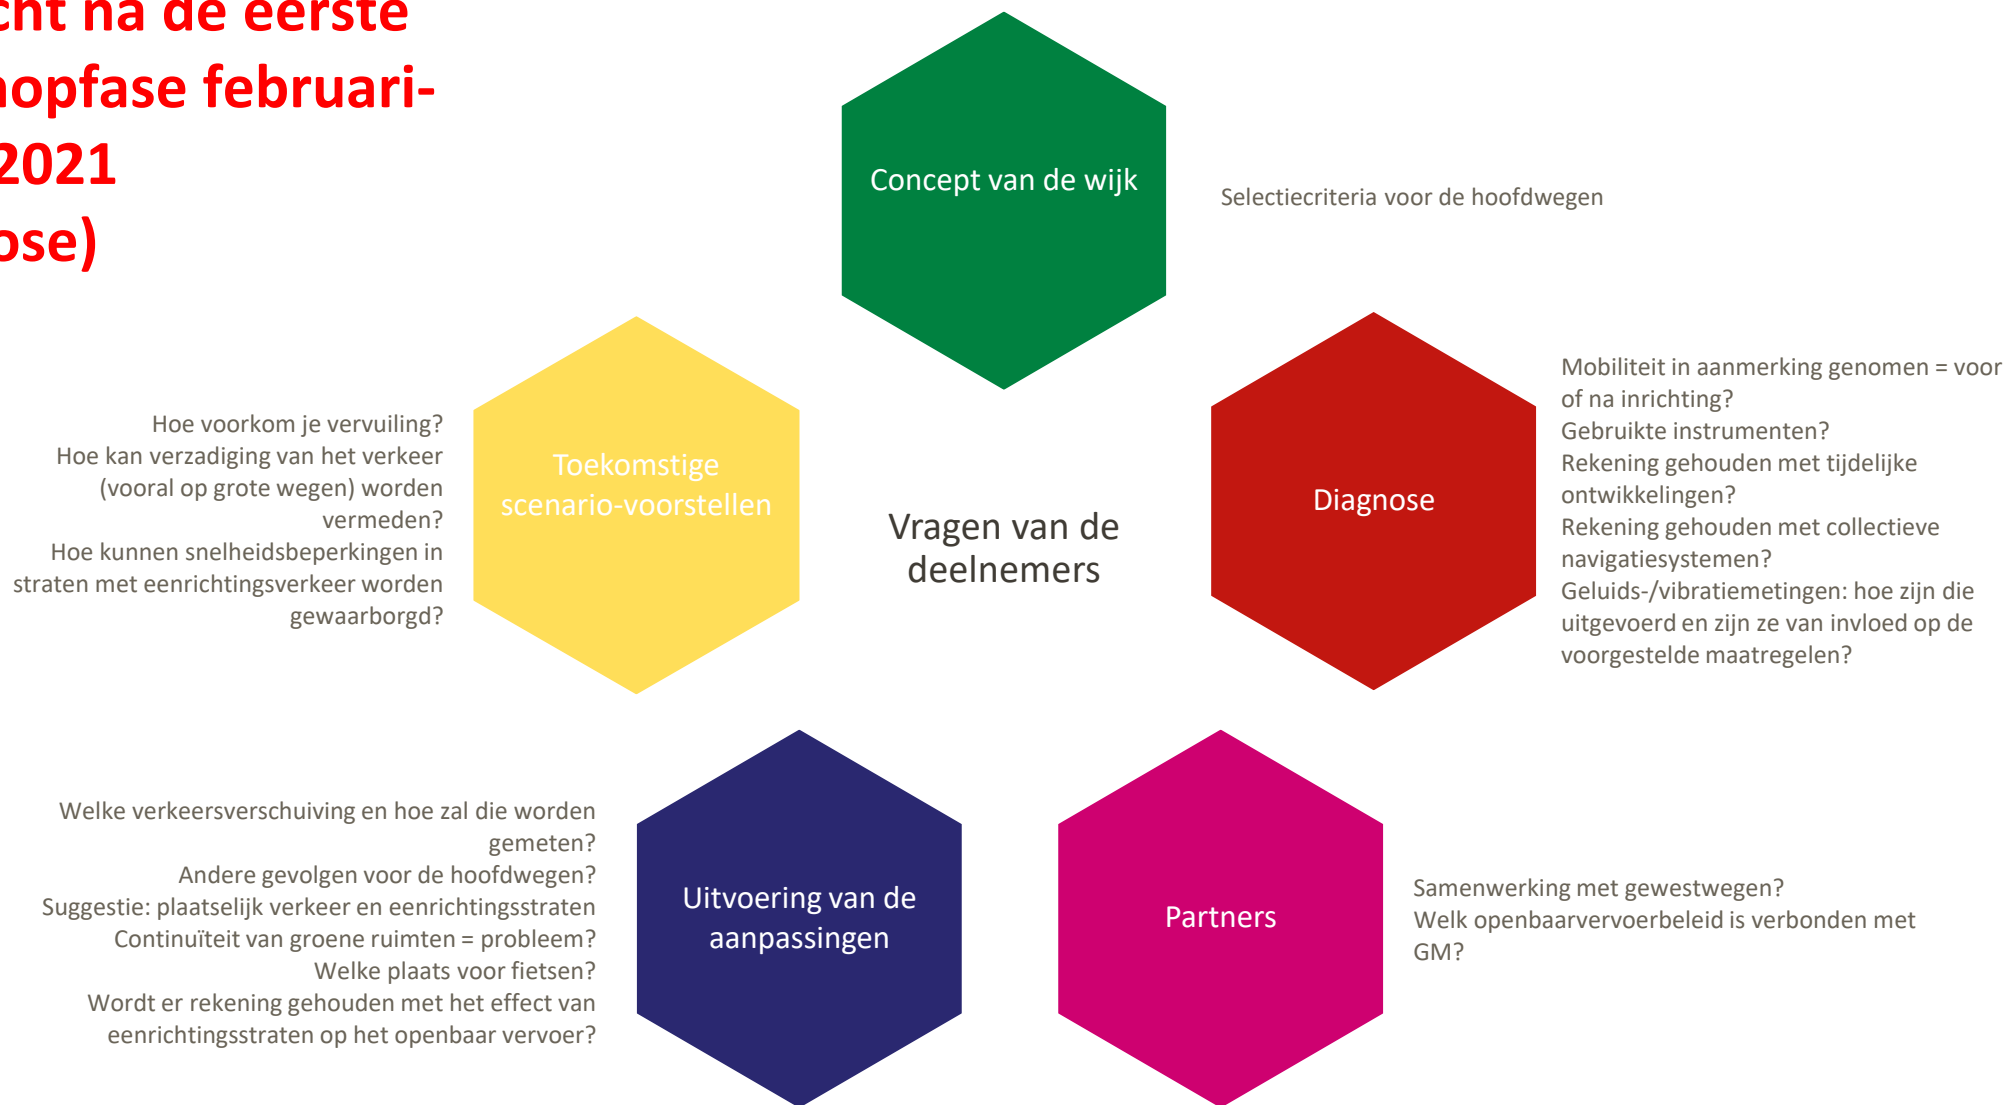 na de eerste
februari-
2021
Concept van de wijk
Selectiecriteria voor de hoofdwegen
Toekomstige
scenario-voorstellen
Hoe voorkom je vervuiling?
Hoe kan verzadiging van het verkeer
(vooral op grote wegen) worden
vermeden?
Hoe kunnen snelheidsbeperkingen in
straten met eenrichtingsverkeer worden
gewaarborgd?
Vragen van de
deelnemers
Diagnose
Mobiliteit in aanmerking genomen = voor
of na inrichting?
Gebruikte instrumenten?
Rekening gehouden met tijdelijke
ontwikkelingen?
Rekening gehouden met collectieve
navigatiesystemen?
Geluids-/vibratiemetingen: hoe zijn die
uitgevoerd en zijn ze van invloed op de
voorgestelde maatregelen?
Welke verkeersverschuiving en hoe zal die worden
gemeten?
Andere gevolgen voor de hoofdwegen?
Suggestie: plaatselijk verkeer en eenrichtingsstraten
Continuïteit van groene ruimten = probleem?
Welke plaats voor fietsen?
Wordt er rekening gehouden met het effect van
eenrichtingsstraten op het openbaar vervoer?
Uitvoering van de
aanpassingen
Partners
Samenwerking met gewestwegen?
Welk openbaarvervoerbeleid is verbonden met
GM?